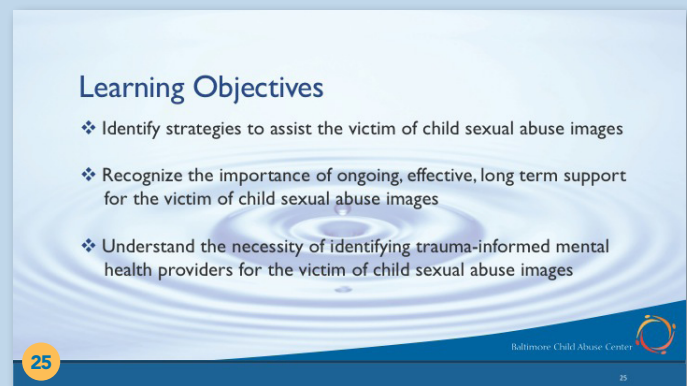 Learning Objectives
❖ Identify strategies to assist the victim of child sexual abuse images
❖ Recognize the importance of ongoing, effective, long term support
for the victim of child sexual abuse images
❖ Understand the necessity of identifying trauma-informed mental
health providers for the victim of child sexual abuse images
Baltimore Child Abuse Center
25
25